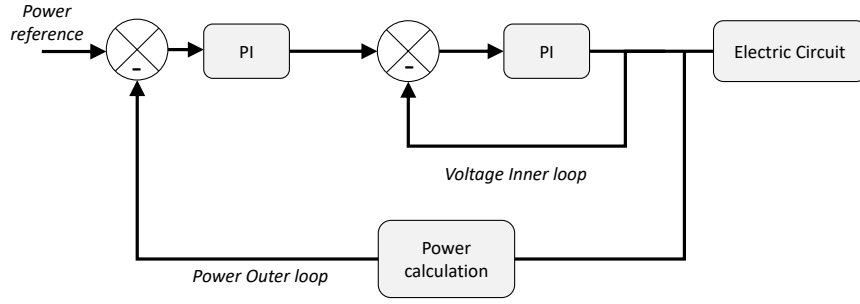 Power
reference
PI
PI
Electric Circuit
-
-
Voltage Inner loop
Power
calculation
Power Outer loop